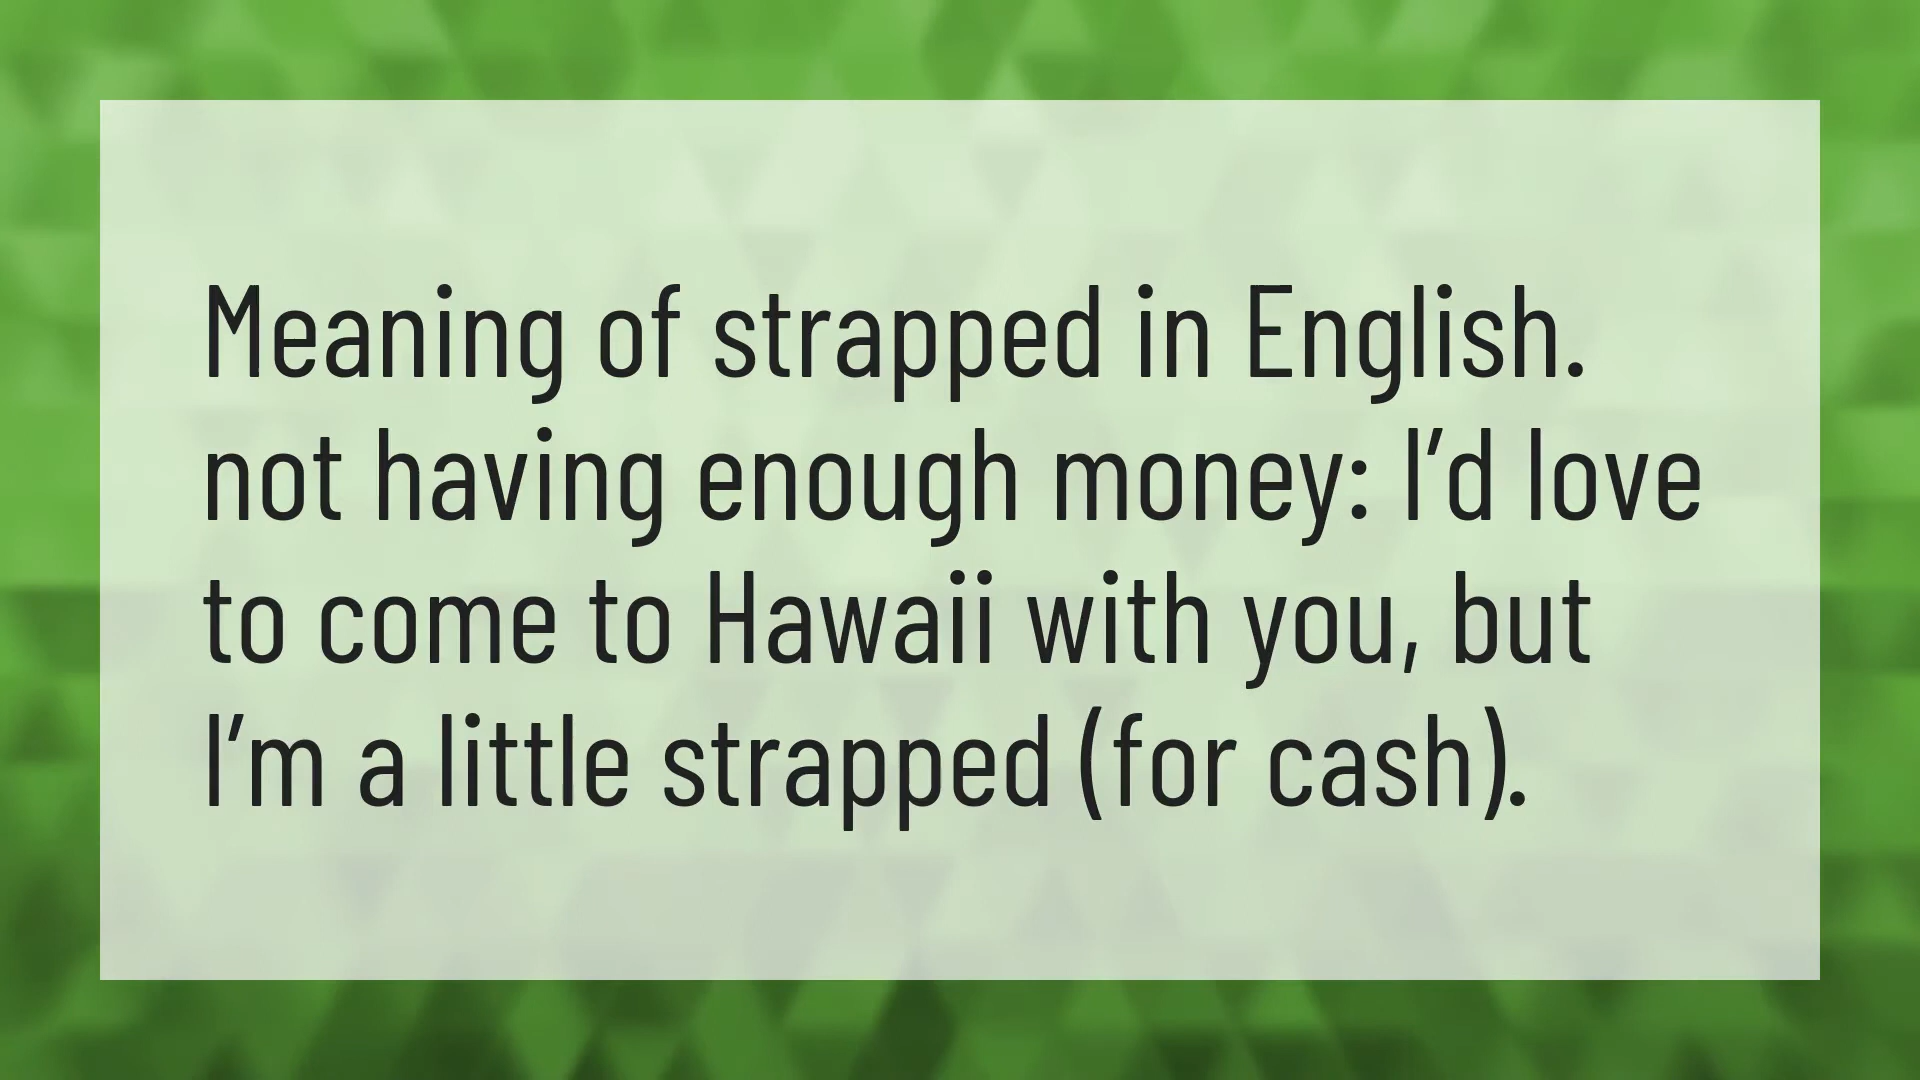 Meaning of strapped in English.
not having enough money: I’d love
to come to Hawaii with you, but
I’m a little strapped (for cash).